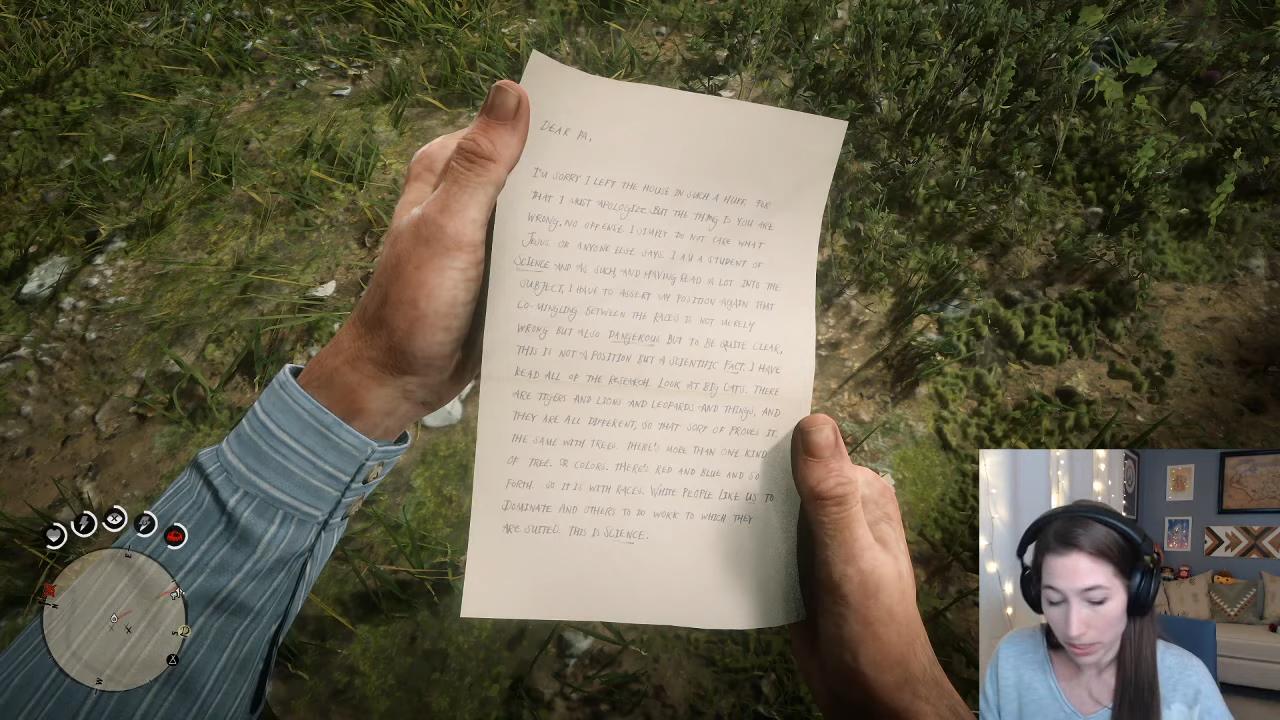 DEAR PA,
I'M SORRY I LEFT THE HOUSE IN SUCH A HUFF. FOR
THAT I MUST APOLOGIZE. BUT THE THING IS YOU ARE
WRONG. NO OFFENSE. I SIMPLY DO NOT CARE WHAT
JESUS OR ANYONE ELSE SAYS. I AM A STUDENT OF
SCIENCE AND AS SUCH, AND HAVING READ A LOT INTO THE
SUBJECT, I HAVE TO ASSERT MY POSITION AGAIN THAT
CO-MINGLING BETWEEN THE RACES IS NOT MERELY
WRONG BUT ALSO DANGEROUS BUT TO BE QUITE CLEAR,
THIS IS NOT A POSITION BUT A SCIENTIFIC FACT. I HAVE
READ ALL OF THE RESEARCH. LOOK AT BIG CATS. THERE
ARE TIGERS AND LIONS AND LEOPARDS AND THINGS, AND
THEY ARE ALL DIFFERENT, SO THAT SORT OF PROVES IT.
THE SAME WITH TREES. THERE'S MORE THAN ONE KIND
OF TREE. OR COLORS. THERE'S RED AND BLUE AND SO
FORTH. SO IT IS WITH RACES. WHITE PEOPLE LIKE US TO
DOMINATE AND OTHERS TO DO WORK TO WHICH THEY
ARE SUITED. THIS IS SCIENCE.